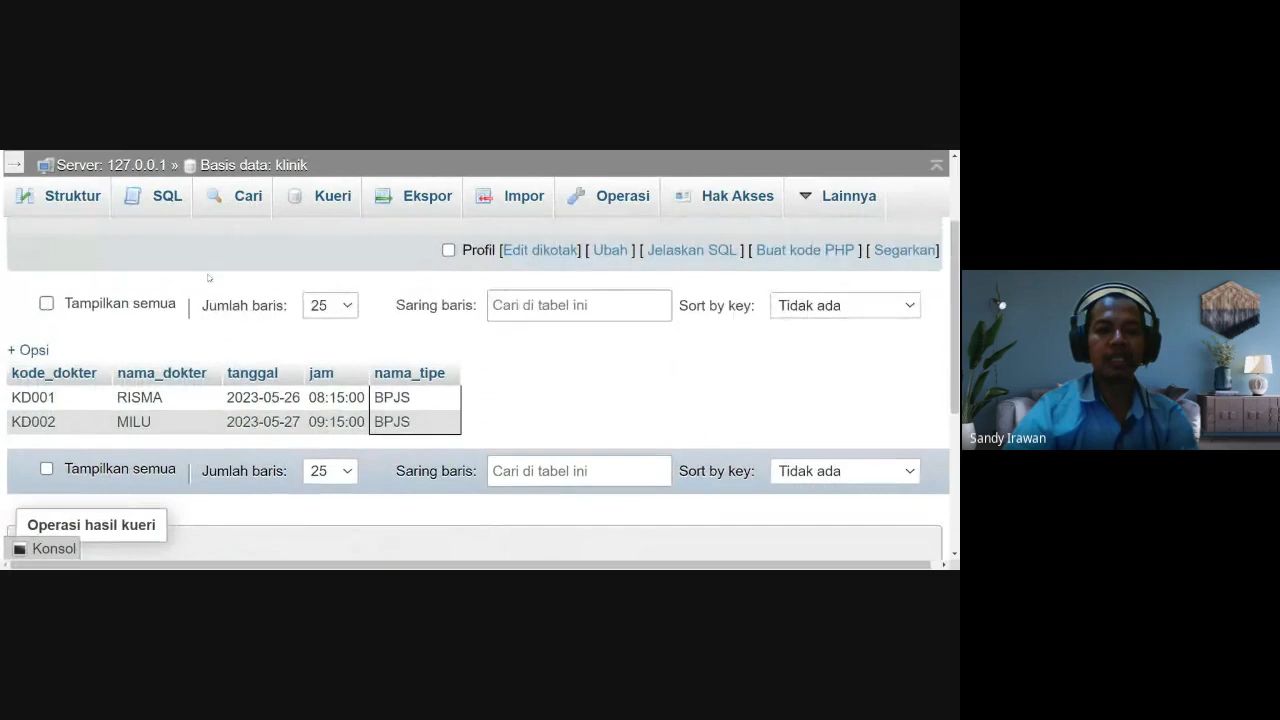 Server: 127.0.0.1 » Basis data: klinik
Struktur SQL Cari Kueri Ekspor Impor Operasi Hak Akses Lainnya
Profil [Edit dikotak] [ Ubah ] [ Jelaskan SQL ] [ Buat kode PHP ] [ Segarkan]
Tampilkan semua | Jumlah baris: 25 Saring baris: Cari di tabel ini Sort by key: Tidak ada
+ Opsi
kode_dokter nama_dokter tanggal jam nama_tipe
KD001 RISMA 2023-05-26 08:15:00 BPJS
KD002 MILU 2023-05-27 09:15:00 BPJS
Tampilkan semua | Jumlah baris: 25 Saring baris: Cari di tabel ini Sort by key: Tidak ada
Operasi hasil kueri
Konsol
Sandy Irawan